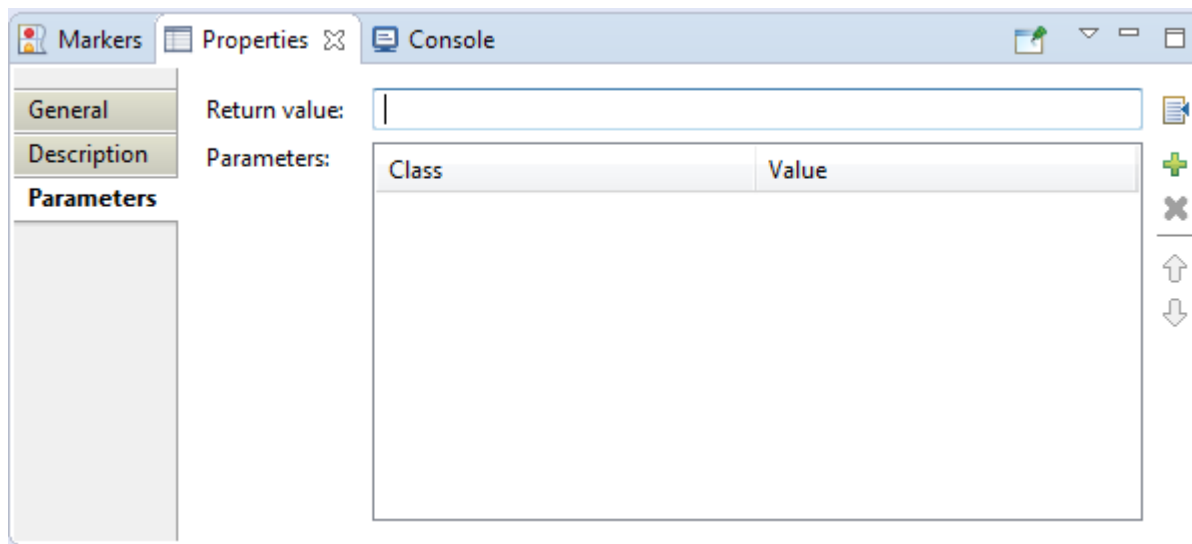 Markers Properties Console
General
Description
Parameters
Return value:
Parameters:
Class Value